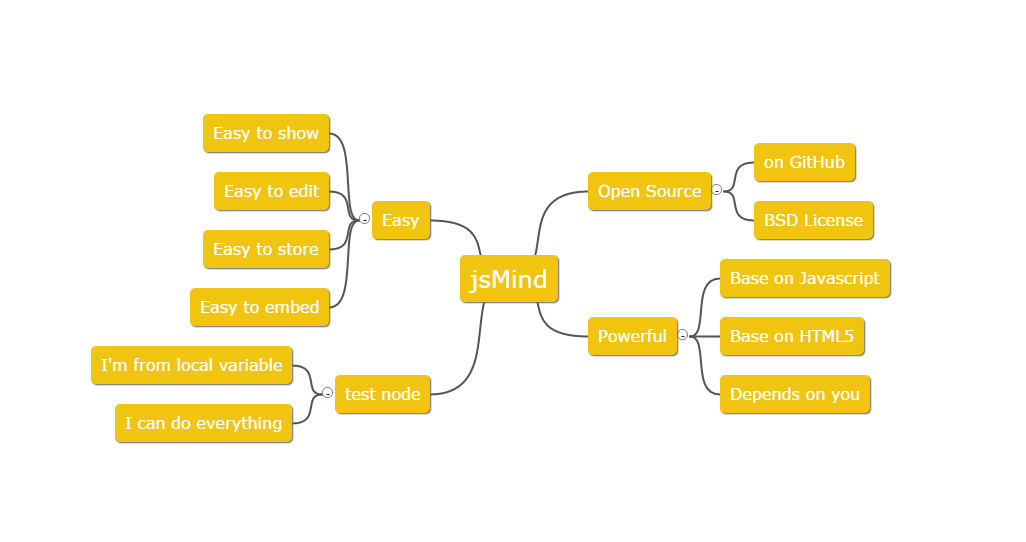 jsMind
Easy
Easy to show
Easy to edit
Easy to store
Easy to embed
test node
I'm from local variable
I can do everything
Open Source
on GitHub
BSD License
Powerful
Base on Javascript
Base on HTML5
Depends on you